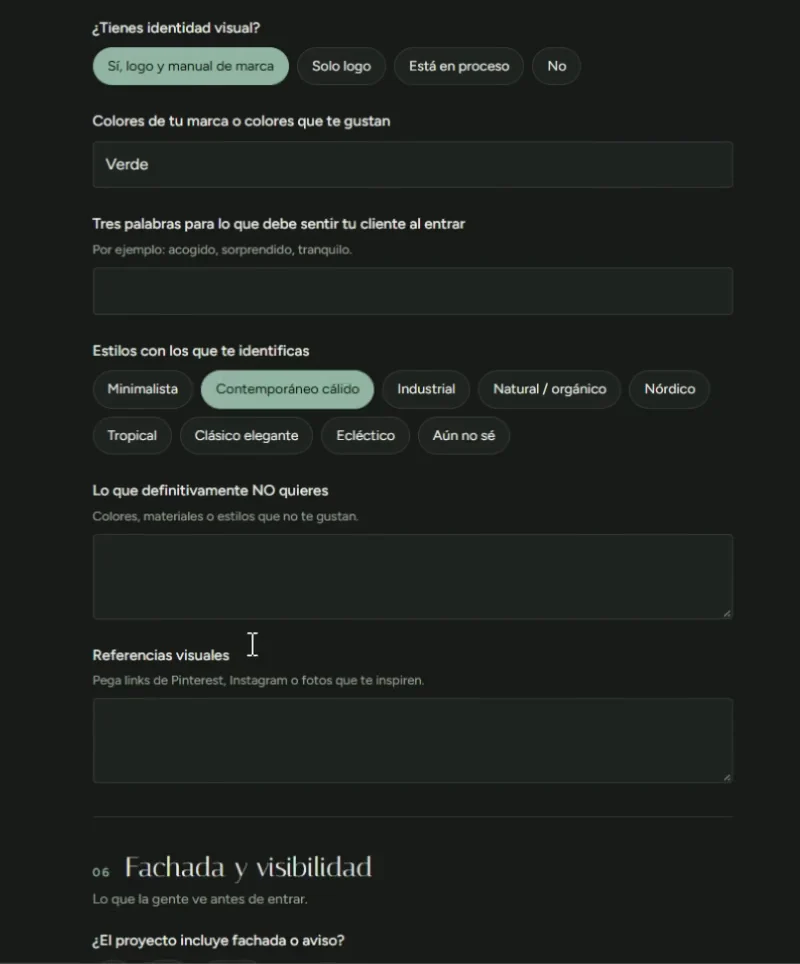 ¿Tienes identidad visual?
Sí, logo y manual de marca Solo logo Está en proceso No
Colores de tu marca o colores que te gustan
Verde
Tres palabras para lo que debe sentir tu cliente al entrar
Por ejemplo: acogido, sorprendido, tranquilo.
Estilos con los que te identificas
Minimalista Contemporáneo cálido Industrial Natural / orgánico Nórdico
Tropical Clásico elegante Ecléctico Aún no sé
Lo que definitivamente NO quieres
Colores, materiales o estilos que no te gustan.
Referencias visuales
Pega links de Pinterest, Instagram o fotos que te inspiren.
06 Fachada y visibilidad
Lo que la gente ve antes de entrar.
¿El proyecto incluye fachada o aviso?